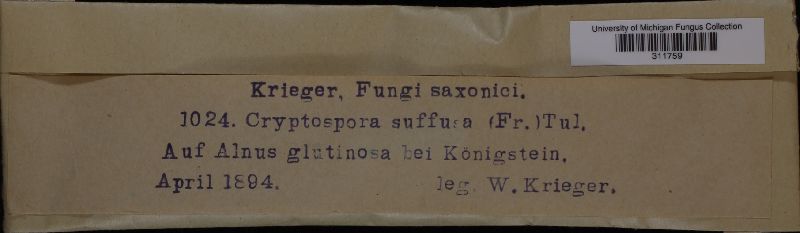 University of Michigan Fungus Collection
311759
Krieger, Fungi saxonici.
1024. Cryptospora suffusa (Fr.)Tul.
Auf Alnus glutinosa bei Königstein.
April 1894. leg. W. Krieger.